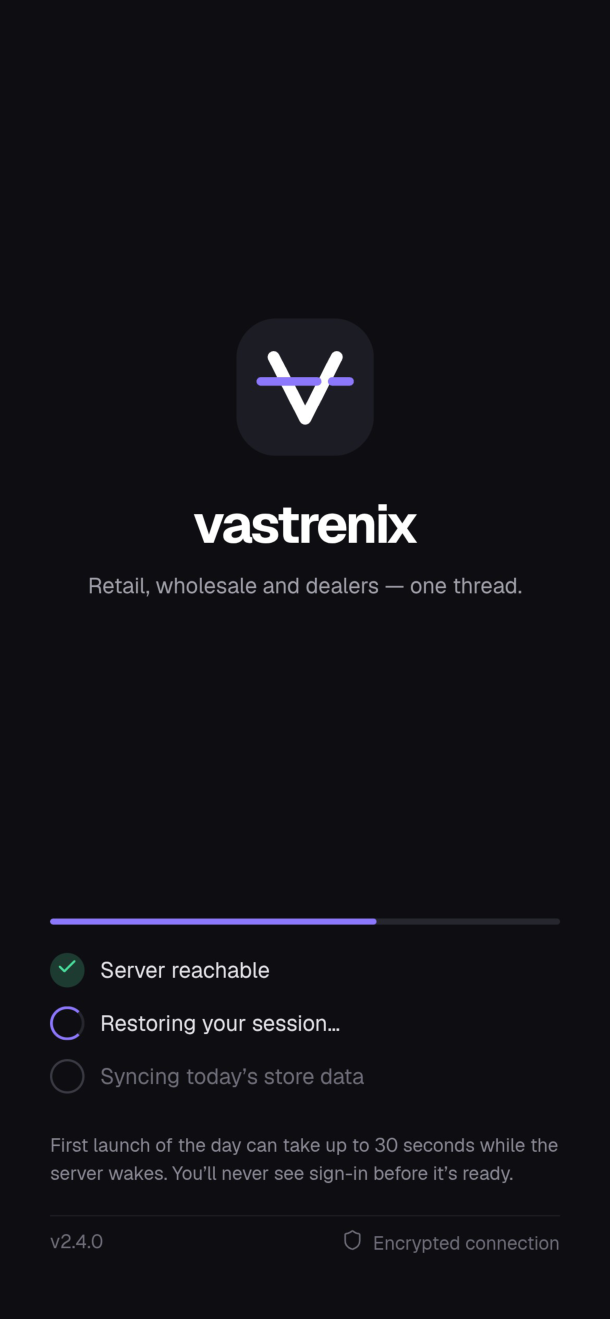 vastrenix
Retail, wholesale and dealers — one thread.
Server reachable
Restoring your session…
Syncing today’s store data
First launch of the day can take up to 30 seconds while the
server wakes. You’ll never see sign-in before it’s ready.
v2.4.0
Encrypted connection